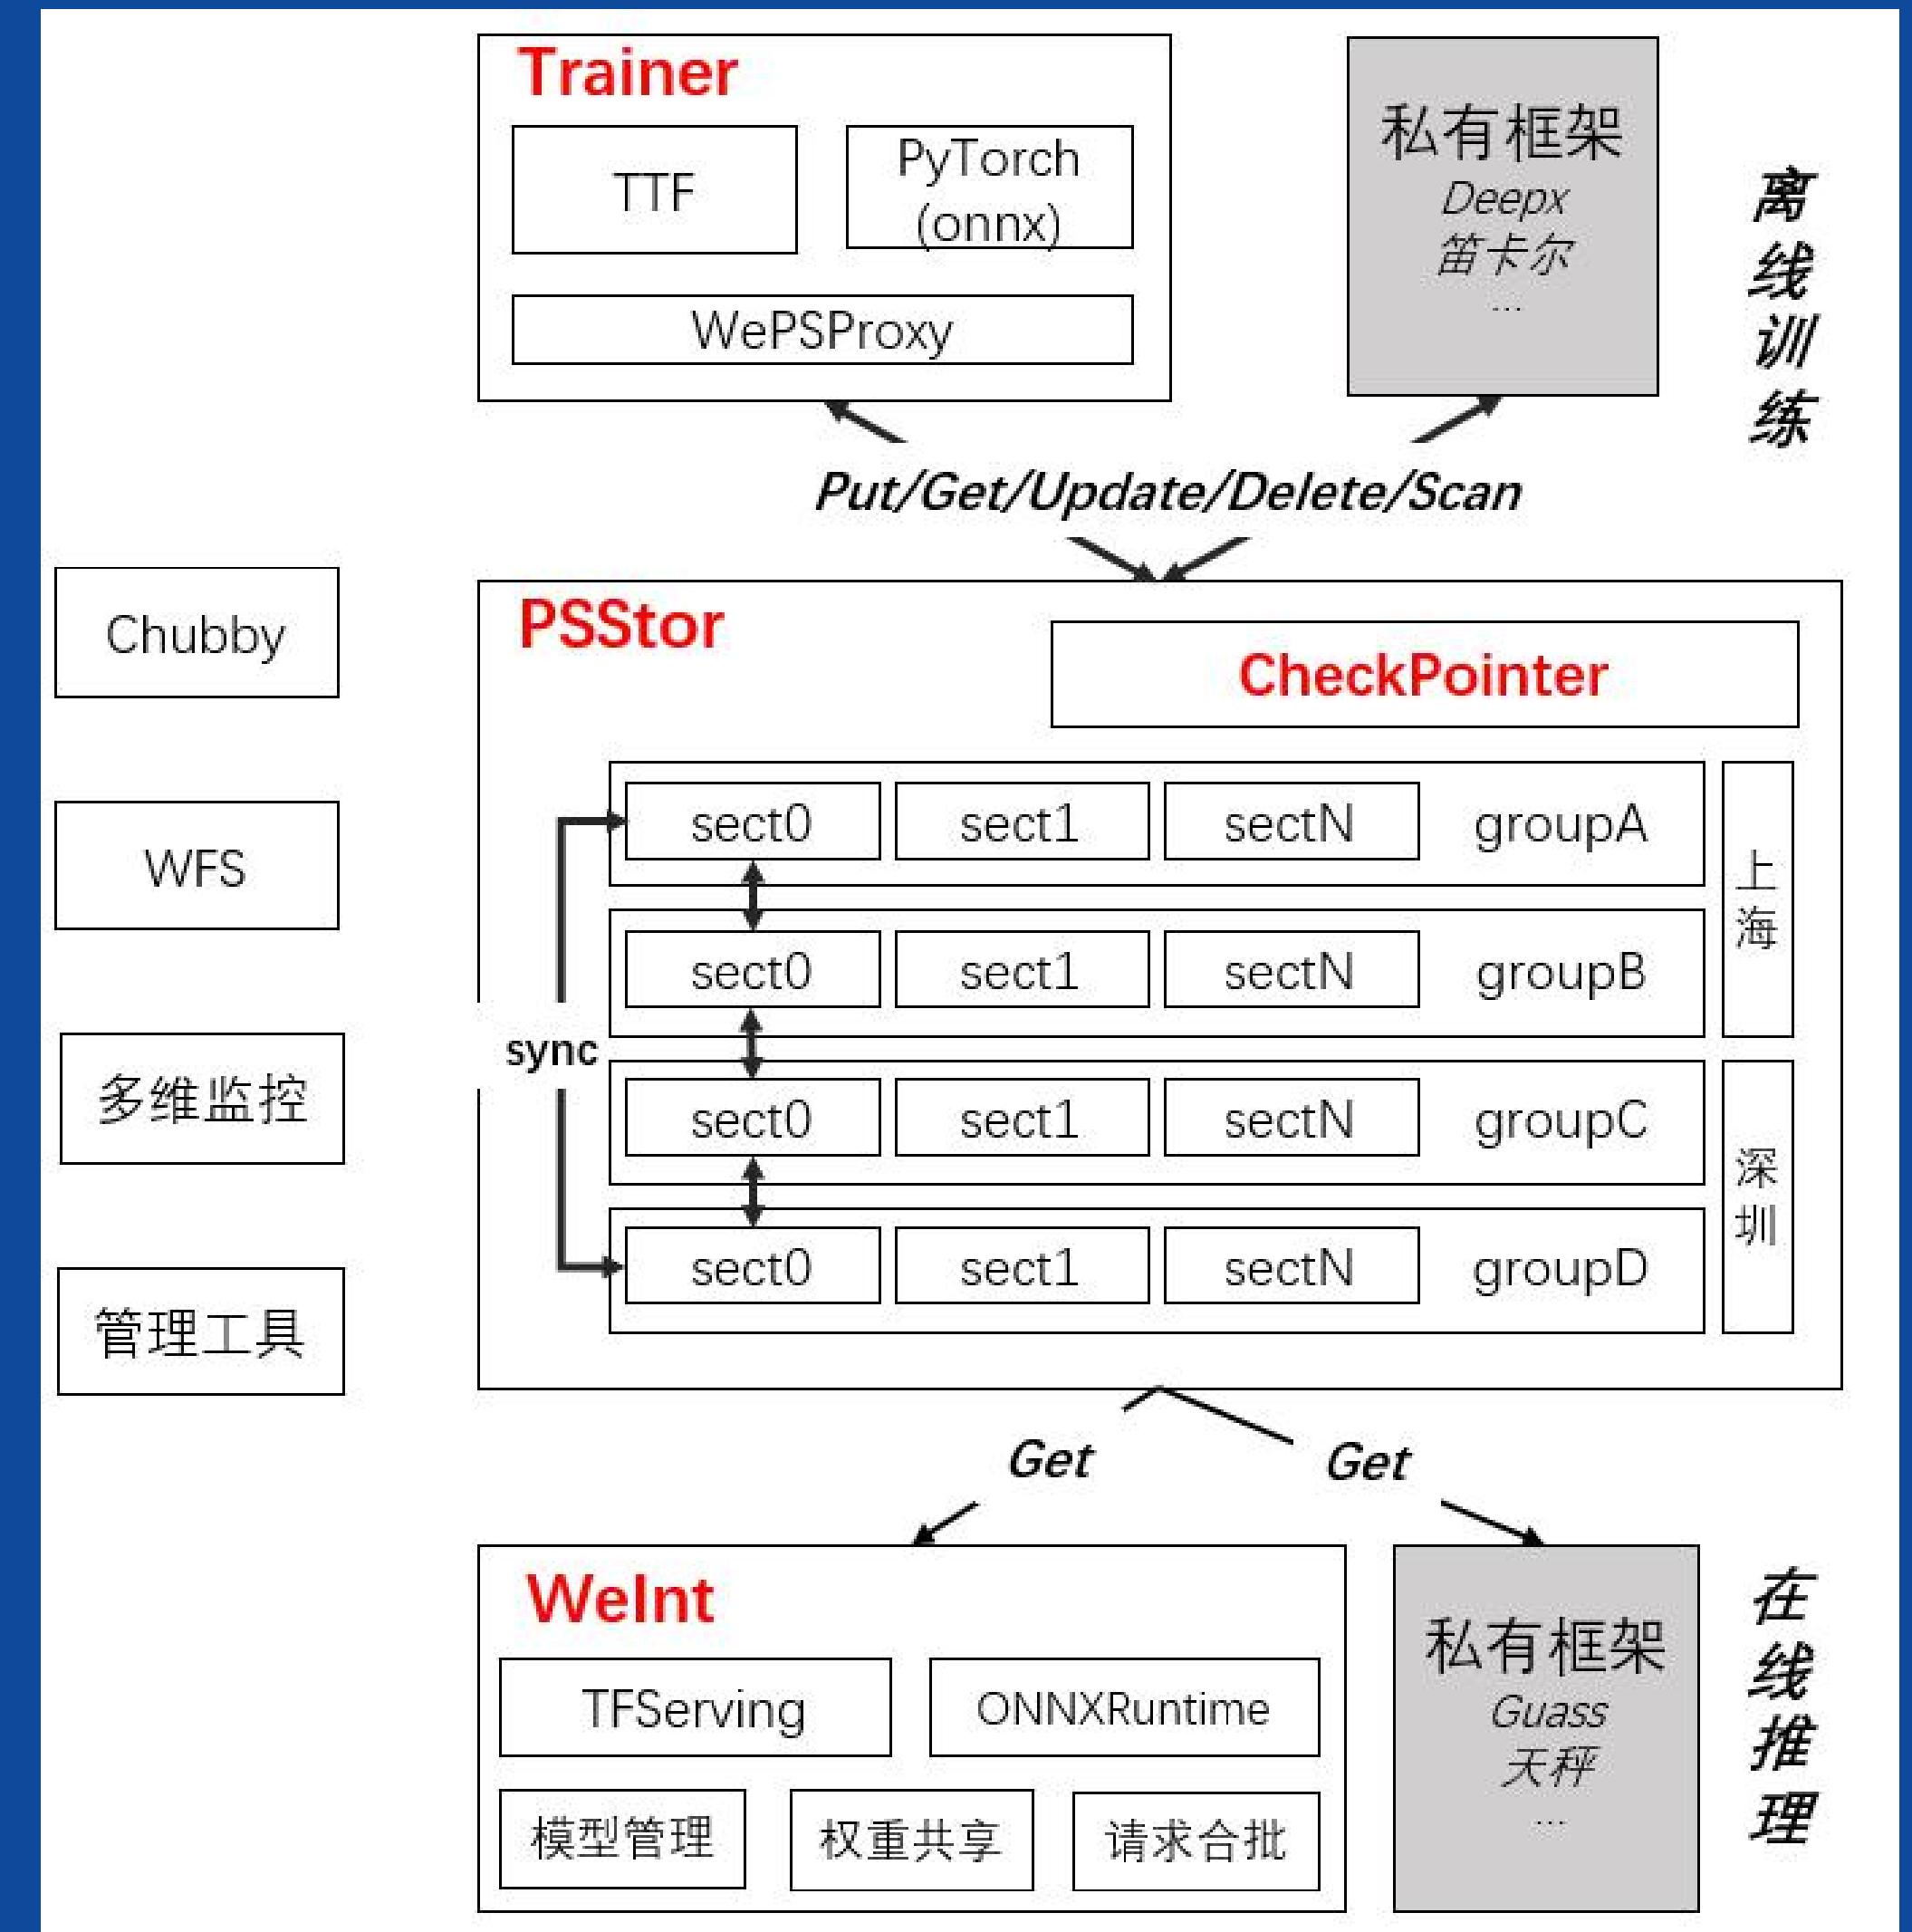 Trainer
TTF
PyTorch
(onnx)
WePSProxy
私有框架
Deepx
笛卡尔
...
离线训练
Put/Get/Update/Delete/Scan
Chubby
WFS
多维监控
管理工具
PSStor
CheckPointer
sect0 sect1 sectN groupA
sect0 sect1 sectN groupB
上海
sync
sect0 sect1 sectN groupC
sect0 sect1 sectN groupD
深圳
Get Get
WeInt
TFServing
ONNXRuntime
模型管理
权重共享
请求合批
私有框架
Guass
天秤
...
在线推理